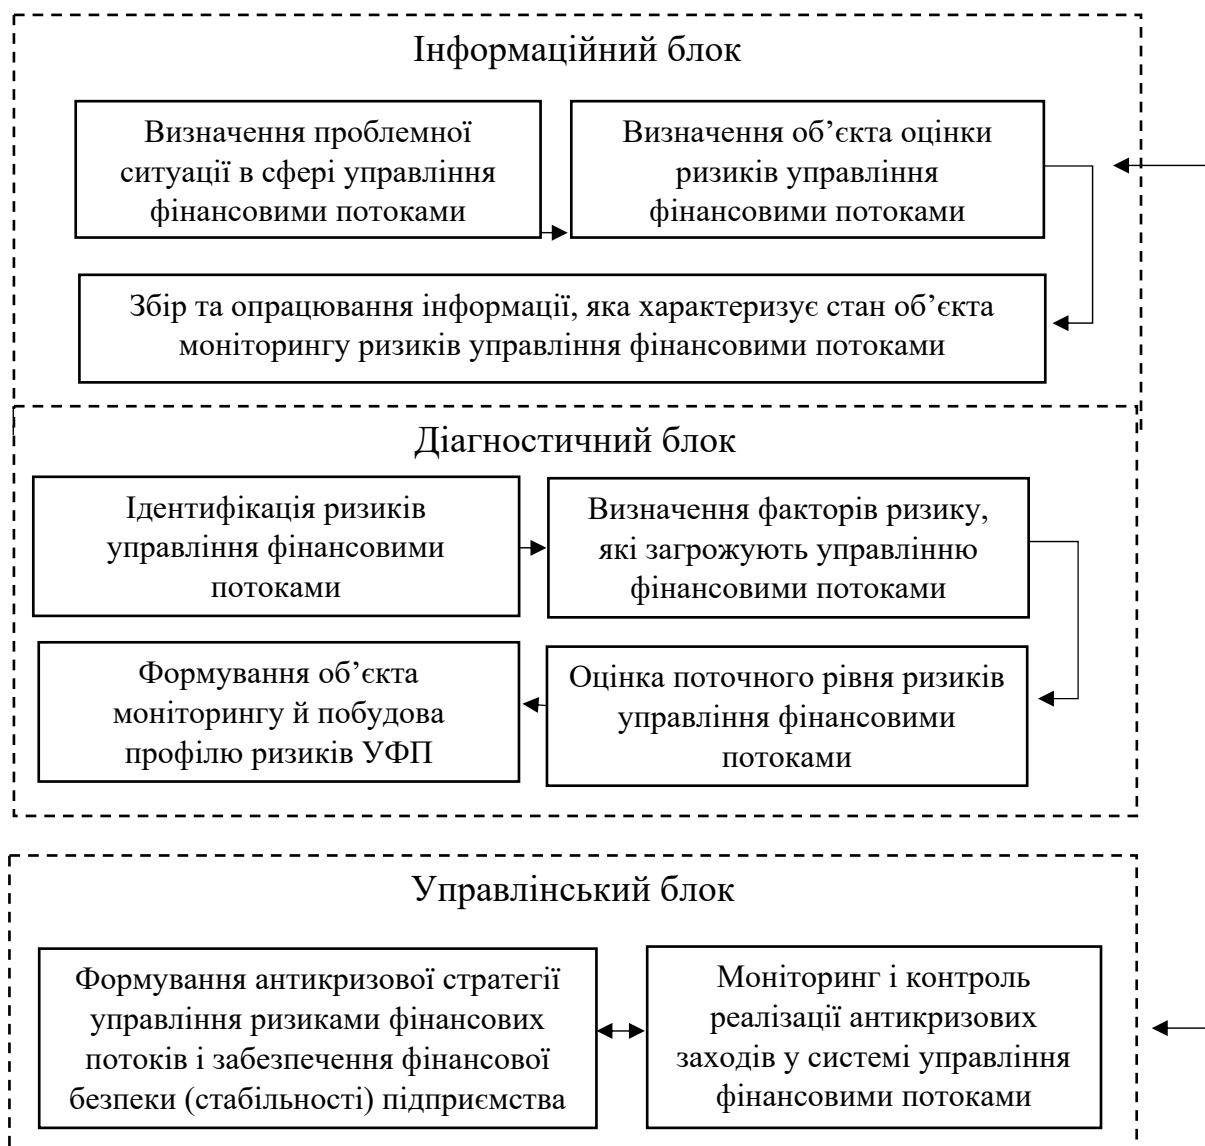 Інформаційний блок
Визначення проблемної
ситуації в сфері управління
фінансовими потоками
Визначення об’єкта оцінки
ризиків управління
фінансовими потоками
Збір та опрацювання інформації, яка характеризує стан об’єкта
моніторингу ризиків управління фінансовими потоками
Діагностичний блок
Ідентифікація ризиків
управління фінансовими
потоками
Визначення факторів ризику,
які загрожують управлінню
фінансовими потоками
Формування об’єкта
моніторингу й побудова
профілю ризиків УФП
Оцінка поточного рівня ризиків
управління фінансовими
потоками
Управлінський блок
Формування антикризової стратегії
управління ризиками фінансових
потоків і забезпечення фінансової
безпеки (стабільності) підприємства
Моніторинг і контроль
реалізації антикризових
заходів у системі управління
фінансовими потоками